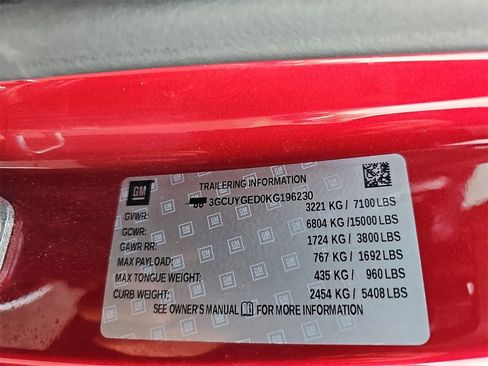 GM
TRAILERING INFORMATION
3GCUYGED0KG196230
GVWR: 3221 KG / 7100 LBS
GCWR: 6804 KG / 15000 LBS
GAWR RR: 1724 KG / 3800 LBS
MAX PAYLOAD: 767 KG / 1692 LBS
MAX TONGUE WEIGHT: 435 KG / 960 LBS
CURB WEIGHT: 2454 KG / 5408 LBS
SEE OWNER'S MANUAL FOR MORE INFORMATION